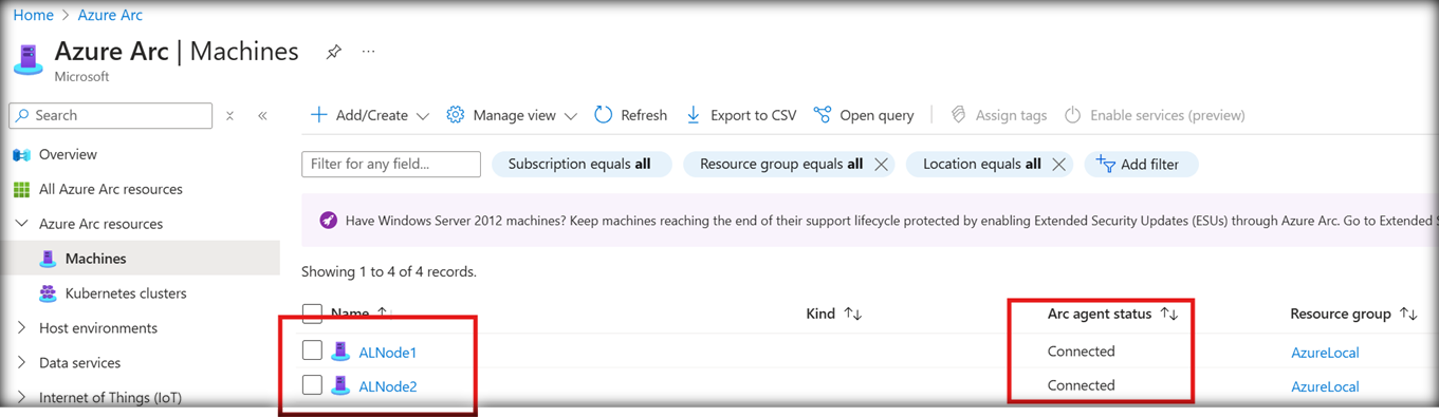 Home > Azure Arc
Azure Arc | Machines ...
Microsoft
Search
Add/Create Manage view Refresh Export to CSV Open query Assign tags Enable services (preview)
Overview
All Azure Arc resources
Azure Arc resources
Machines
Kubernetes clusters
Host environments
Data services
Internet of Things (IoT)
Filter for any field... Subscription equals all Resource group equals all Location equals all Add filter
Have Windows Server 2012 machines? Keep machines reaching the end of their support lifecycle protected by enabling Extended Security Updates (ESUs) through Azure Arc. Go to Extended S
Showing 1 to 4 of 4 records.
Name Kind Arc agent status Resource group
ALNode1 Connected AzureLocal
ALNode2 Connected AzureLocal